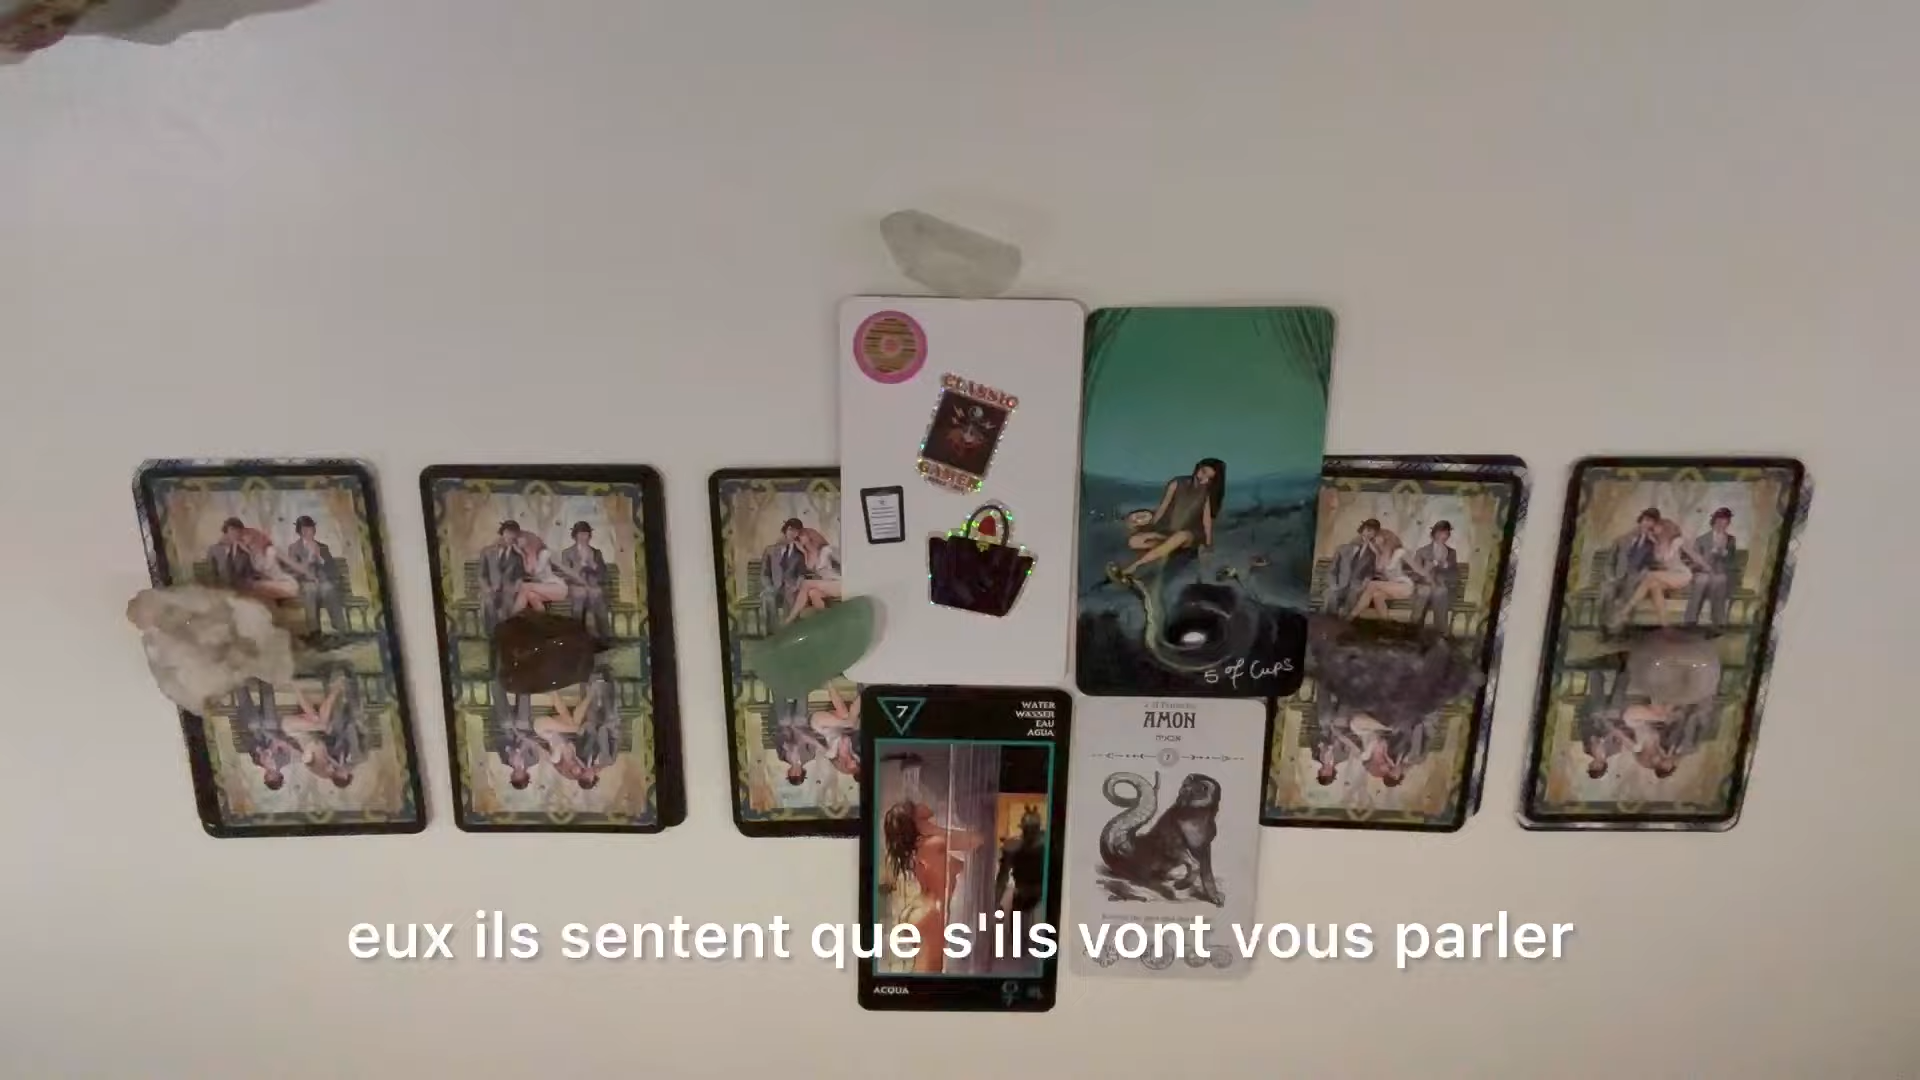 CLASSIC
GAMER
5 of Cups
7
WATER
WASSER
EAU
AGUA
AMON
7
eux ils sentent que s'ils vont vous parler
ACQUA